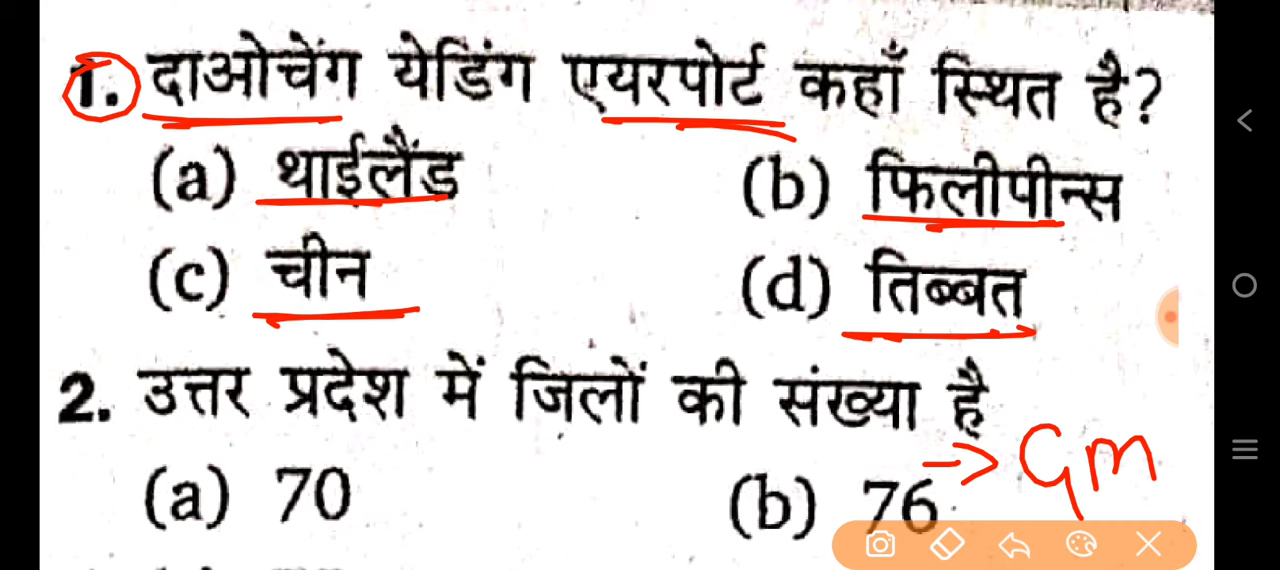 1. दाओचेंग येडिंग एयरपोर्ट कहाँ स्थित है?
(a) थाईलैंड (b) फिलीपीन्स
(c) चीन (d) तिब्बत
2. उत्तर प्रदेश में जिलों की संख्या है
(a) 70 (b) 76 → Gm